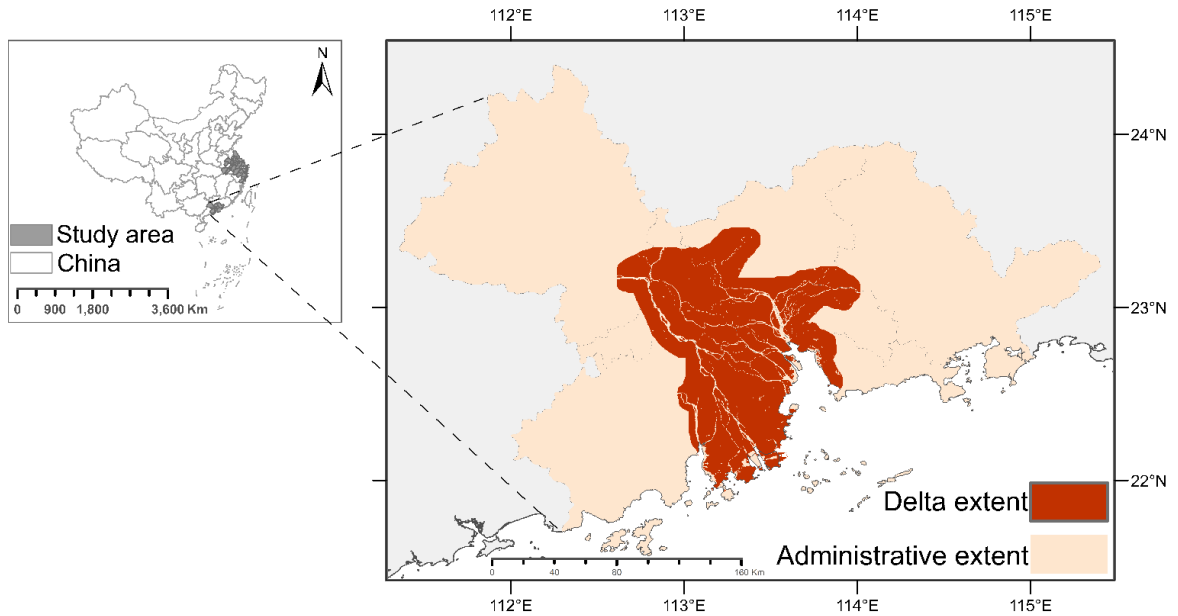 112°E 113°E 114°E 115°E
N
24°N
Study area
China
0 900 1,800 3,600 Km
23°N
22°N
Delta extent
Administrative extent
0 40 80 160 Km
112°E 113°E 114°E 115°E